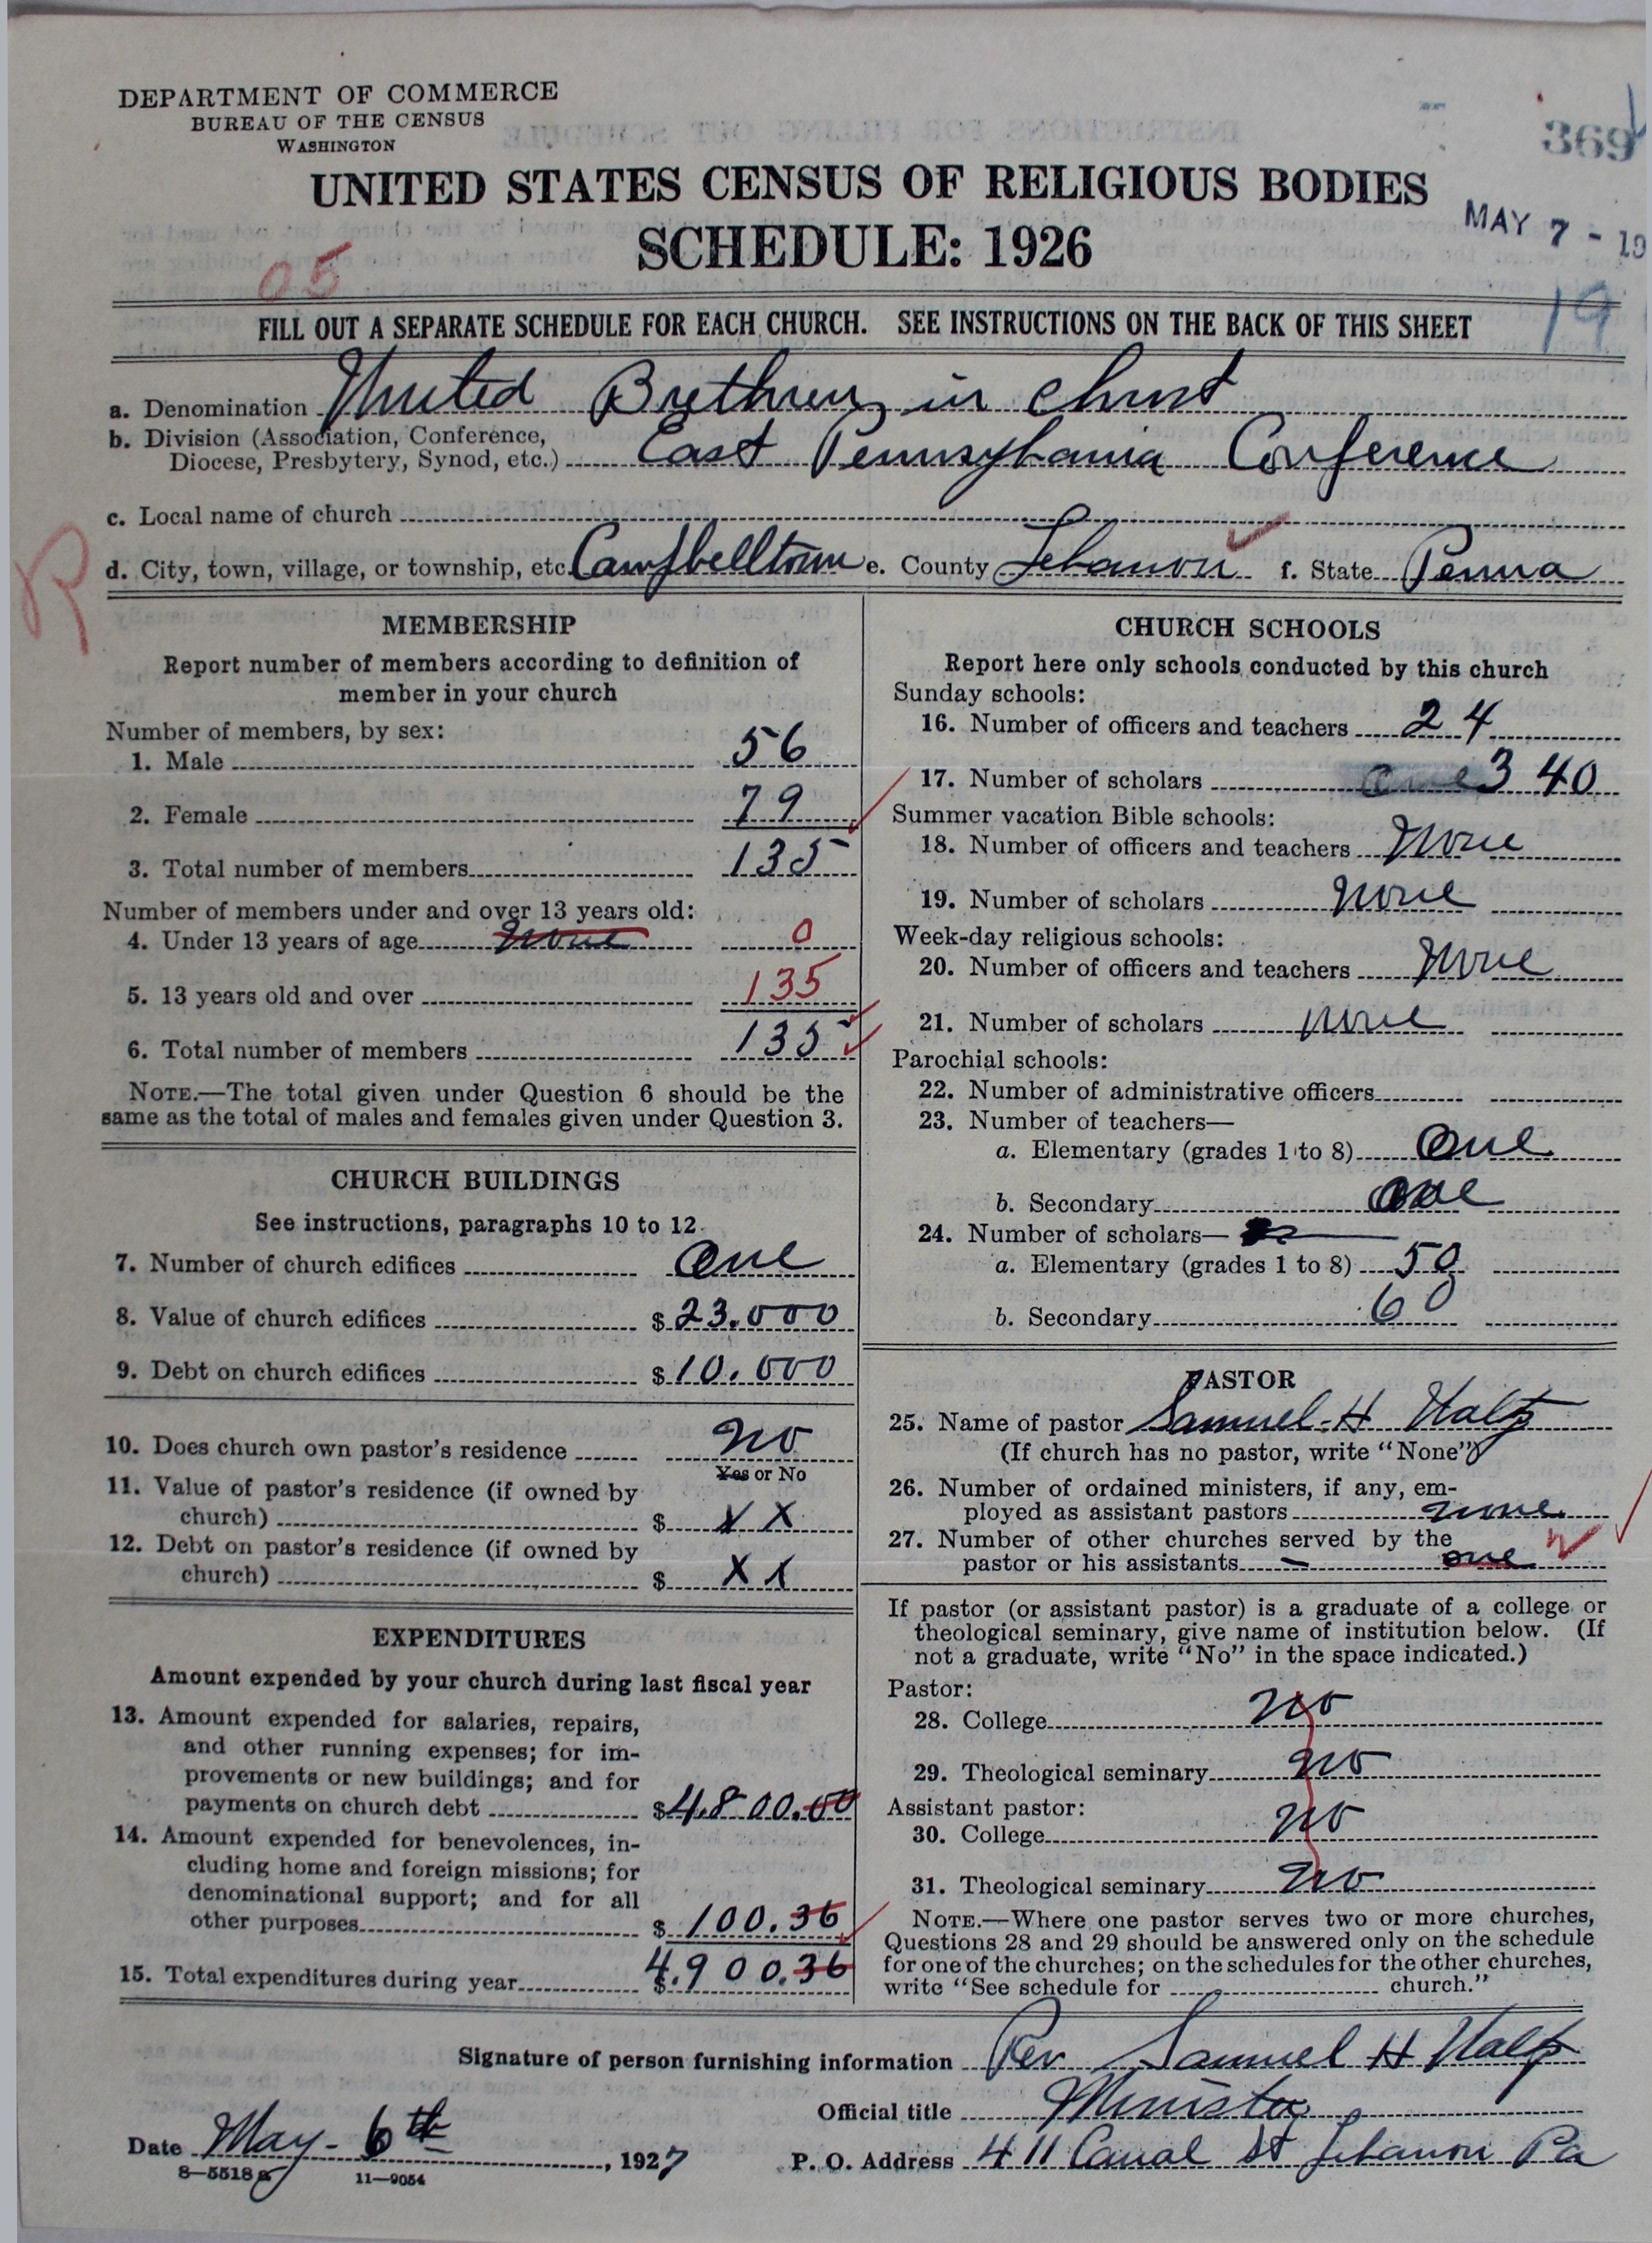 DEPARTMENT OF COMMERCE
BUREAU OF THE CENSUS
WASHINGTON
369
UNITED STATES CENSUS OF RELIGIOUS BODIES
SCHEDULE: 1926
MAY 7 - 19
05
FILL OUT A SEPARATE SCHEDULE FOR EACH CHURCH. SEE INSTRUCTIONS ON THE BACK OF THIS SHEET
19
a. Denomination United Brethren in Christ
b. Division (Association, Conference,
Diocese, Presbytery, Synod, etc.) East Pennsylvania Conference
c. Local name of church
d. City, town, village, or township, etc. Campbelltown e. County Lebanon f. State Penna
R
MEMBERSHIP
Report number of members according to definition of
member in your church
Number of members, by sex:
1. Male 56
2. Female 79
3. Total number of members 135
Number of members under and over 13 years old:
4. Under 13 years of age None 0
5. 13 years old and over 135
6. Total number of members 135
NOTE.—The total given under Question 6 should be the
same as the total of males and females given under Question 3.
CHURCH BUILDINGS
See instructions, paragraphs 10 to 12
7. Number of church edifices One
8. Value of church edifices $ 23.000
9. Debt on church edifices $ 10.000
10. Does church own pastor's residence No
Yes or No
11. Value of pastor's residence (if owned by
church) $ X X
12. Debt on pastor's residence (if owned by
church) $ X X
EXPENDITURES
Amount expended by your church during last fiscal year
13. Amount expended for salaries, repairs,
and other running expenses; for im-
provements or new buildings; and for
payments on church debt $ 4.800.00
14. Amount expended for benevolences, in-
cluding home and foreign missions; for
denominational support; and for all
other purposes $ 100.36
15. Total expenditures during year $ 4.900.36
CHURCH SCHOOLS
Report here only schools conducted by this church
Sunday schools:
16. Number of officers and teachers 24
17. Number of scholars 340
Summer vacation Bible schools:
18. Number of officers and teachers None
19. Number of scholars None
Week-day religious schools:
20. Number of officers and teachers None
21. Number of scholars None
Parochial schools:
22. Number of administrative officers
23. Number of teachers—
a. Elementary (grades 1 to 8) One
b. Secondary One
24. Number of scholars—
a. Elementary (grades 1 to 8) 50
b. Secondary 60
PASTOR
25. Name of pastor Samuel H
(If church has no pastor, write "None")
26. Number of ordained ministers, if any, em-
ployed as assistant pastors none
27. Number of other churches served by the
pastor or his assistants one
If pastor (or assistant pastor) is a graduate of a college or
theological seminary, give name of institution below. (If
not a graduate, write "No" in the space indicated.)
Pastor:
28. College No
29. Theological seminary No
Assistant pastor:
30. College No
31. Theological seminary No
NOTE.—Where one pastor serves two or more churches,
Questions 28 and 29 should be answered only on the schedule
for one of the churches; on the schedules for the other churches,
write "See schedule for church."
Signature of person furnishing information Rev Samuel H
Official title Minister
Date May 6th, 1927
P. O. Address 411 Canal St Lebanon Pa
8—5518a 11—9054